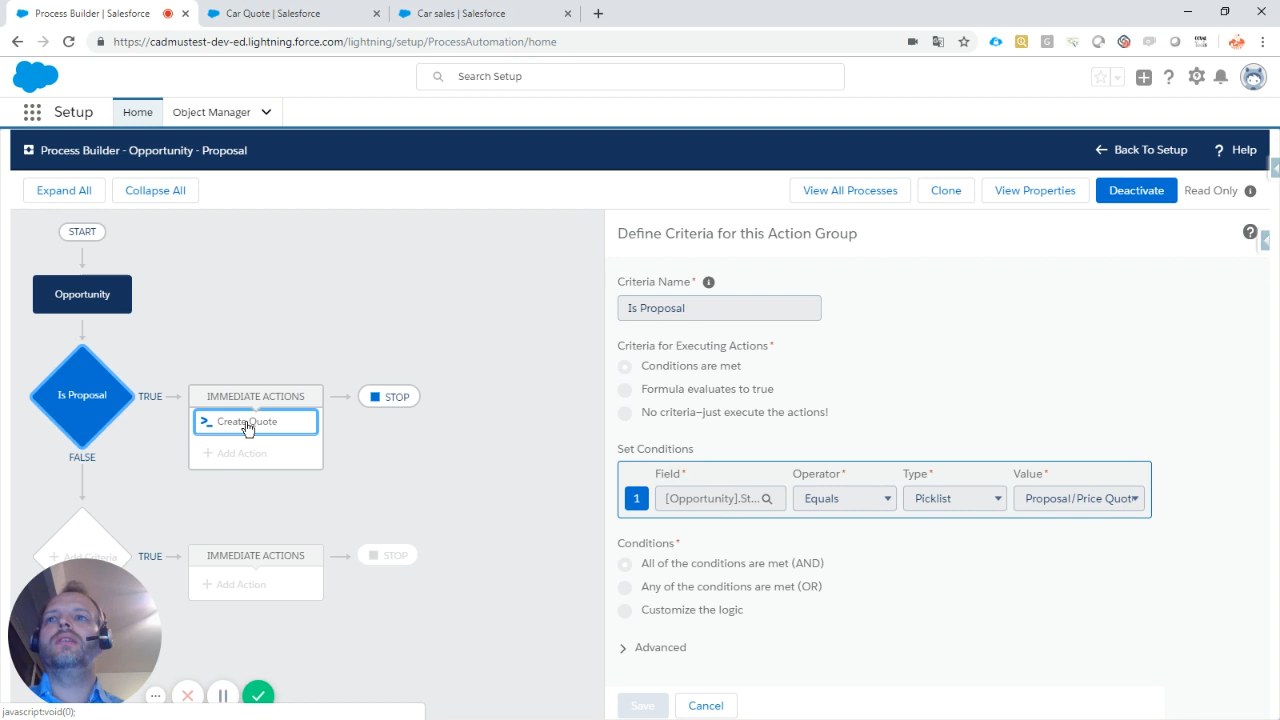 Process Builder | Salesforce
Car Quote | Salesforce
Car sales | Salesforce
https://cadmustest-dev-ed.lightning.force.com/lightning/setup/ProcessAutomation/home
Search Setup
Setup
Home
Object Manager
Process Builder - Opportunity - Proposal
Back To Setup
? Help
Expand All
Collapse All
View All Processes
Clone
View Properties
Deactivate
Read Only
START
Opportunity
Is Proposal
TRUE
IMMEDIATE ACTIONS
STOP
Create Quote
+ Add Action
FALSE
+ Add Criteria
TRUE
IMMEDIATE ACTIONS
STOP
+ Add Action
Define Criteria for this Action Group
Criteria Name*
Is Proposal
Criteria for Executing Actions*
Conditions are met
Formula evaluates to true
No criteria—just execute the actions!
Set Conditions
Field* Operator* Type* Value*
1 [Opportunity].St... Equals Picklist Proposal/Price Quot
Conditions*
All of the conditions are met (AND)
Any of the conditions are met (OR)
Customize the logic
Advanced
Save
Cancel
javascript:void(0);